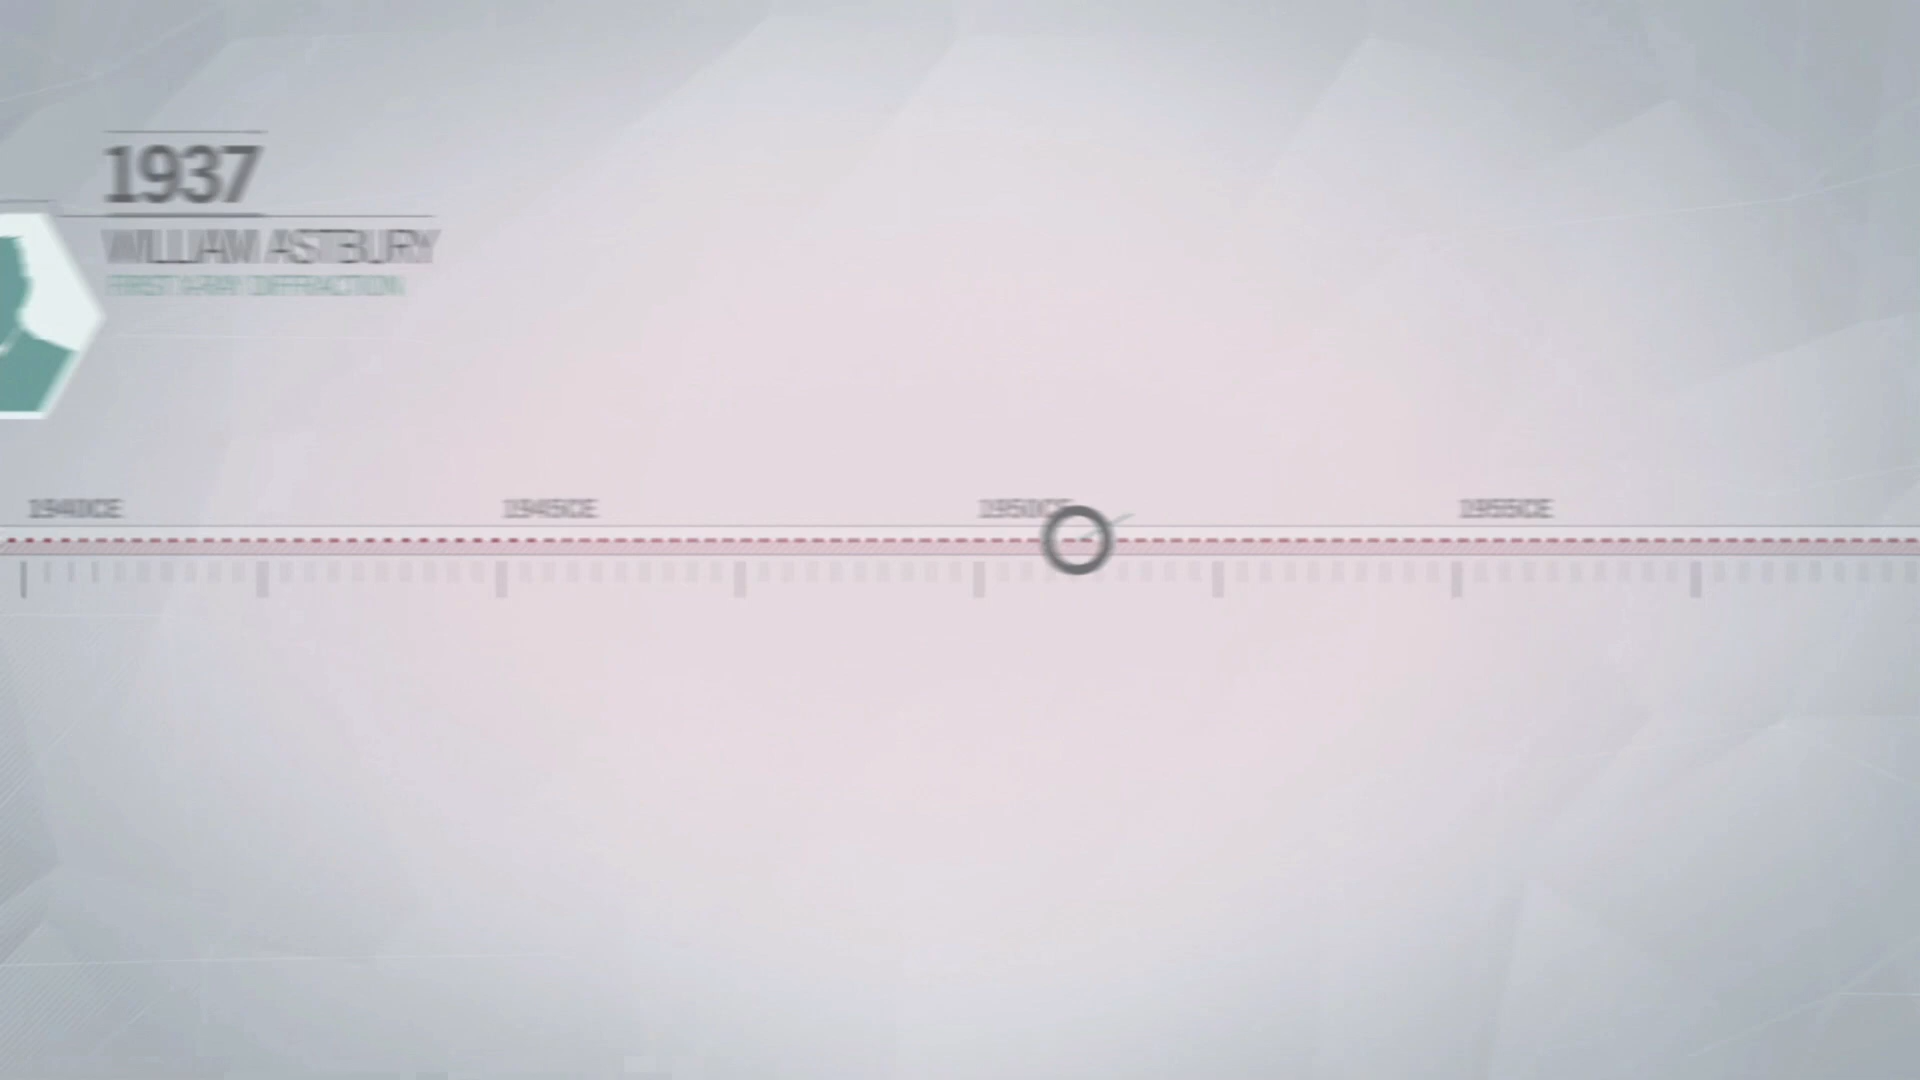 1937
WILLIAM ASTBURY
FIRST X-RAY DIFFRACTION
1940CE 1945CE 1950CE 1955CE